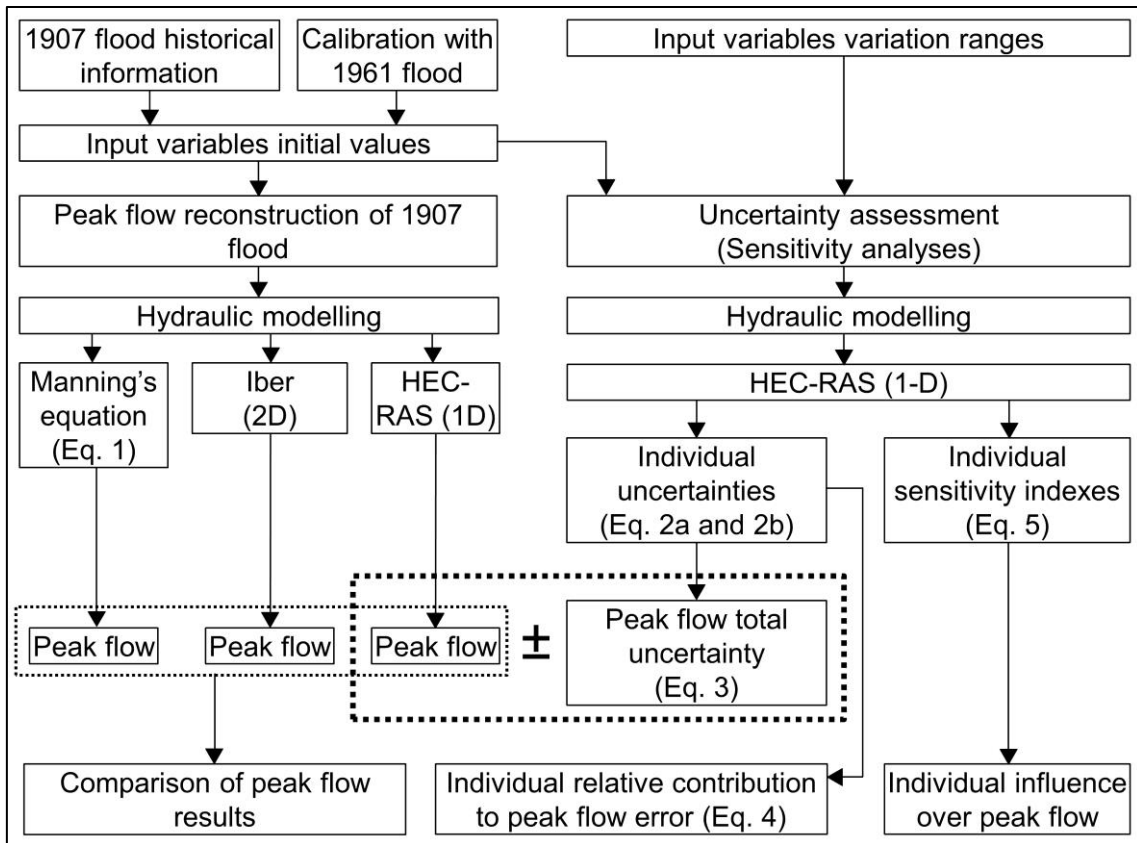 1907 flood historical
information
Calibration with
1961 flood
Input variables variation ranges
Input variables initial values
Peak flow reconstruction of 1907
flood
Uncertainty assessment
(Sensitivity analyses)
Hydraulic modelling
Hydraulic modelling
Manning's
equation
(Eq. 1)
Iber
(2D)
HEC-
RAS (1D)
HEC-RAS (1-D)
Individual
uncertainties
(Eq. 2a and 2b)
Individual
sensitivity indexes
(Eq. 5)
Peak flow
Peak flow
Peak flow
±
Peak flow total
uncertainty
(Eq. 3)
Comparison of peak flow
results
Individual relative contribution
to peak flow error (Eq. 4)
Individual influence
over peak flow